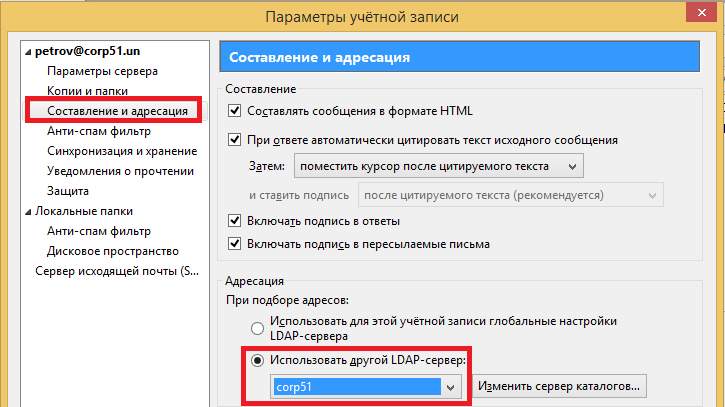 Параметры учётной записи
petrov@corp51.un
Параметры сервера
Копии и папки
Составление и адресация
Анти-спам фильтр
Синхронизация и хранение
Уведомления о прочтении
Защита
Локальные папки
Анти-спам фильтр
Дисковое пространство
Сервер исходящей почты (S...
Составление и адресация
Составление
Составлять сообщения в формате HTML
При ответе автоматически цитировать текст исходного сообщения
Затем: поместить курсор после цитируемого текста
и ставить подпись после цитируемого текста (рекомендуется)
Включать подпись в ответы
Включать подпись в пересылаемые письма
Адресация
При подборе адресов:
Использовать для этой учётной записи глобальные настройки
LDAP-сервера
Использовать другой LDAP-сервер:
corp51 Изменить сервер каталогов...